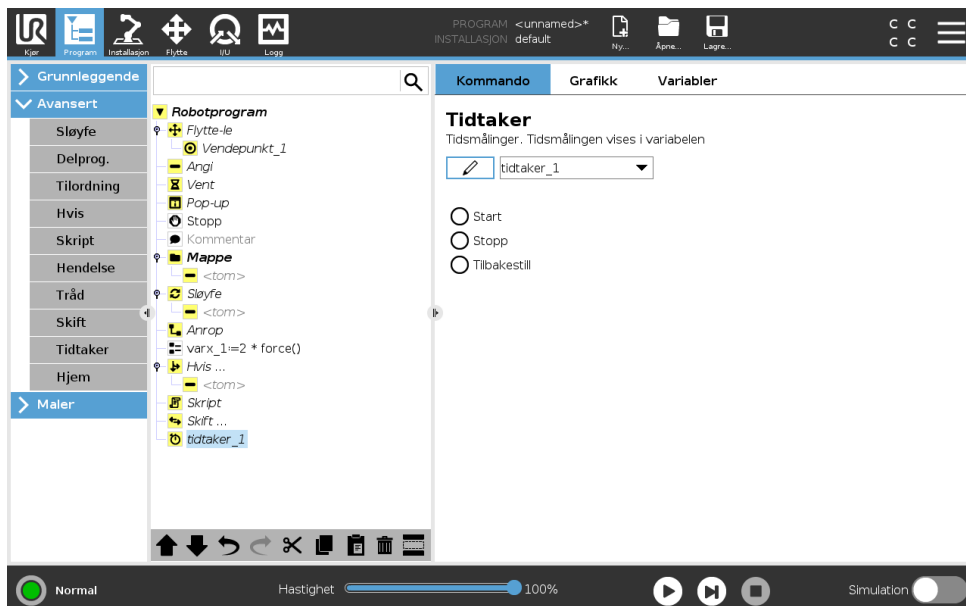 UR
Kjør
Program
Installasjon
Flytte
I/U
Logg
PROGRAM <unnamed>*
INSTALLASJON default
Ny...
Åpne...
Lagre...
C C
C C
Grunnleggende
Avansert
Sløyfe
Delprog.
Tilordning
Hvis
Skript
Hendelse
Tråd
Skift
Tidtaker
Hjem
Maler
Robotprogram
Flytte-le
Vendepunkt_1
Angi
Vent
Pop-up
Stopp
Kommentar
Mappe
<tom>
Sløyfe
<tom>
Anrop
varx_1:=2 * force()
Hvis ...
<tom>
Skript
Skift ...
tidtaker_1
Kommando Grafikk Variabler
Tidtaker
Tidsmålinger. Tidsmålingen vises i variabelen
tidtaker_1
Start
Stopp
Tilbakestill
Normal
Hastighet 100%
Simulation